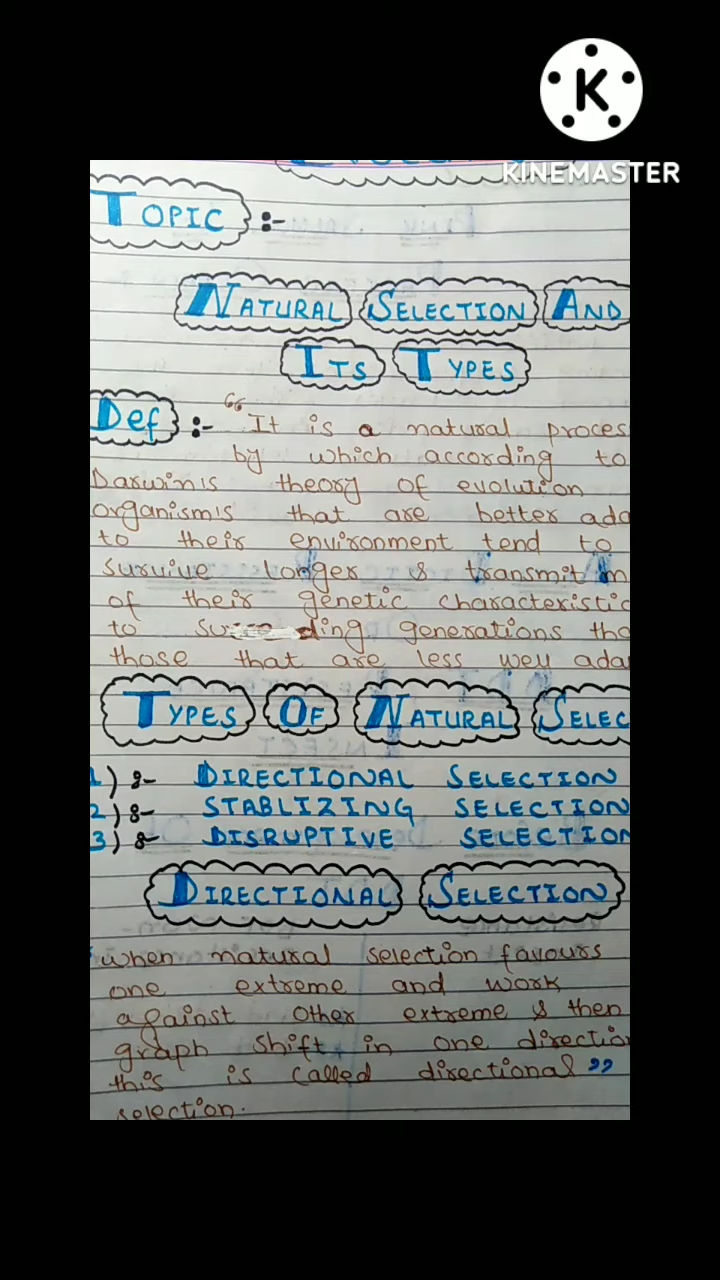 K
KINEMASTER
TOPIC :-
NATURAL SELECTION AND
ITS TYPES
Def :- “It is a natural proces
by which according to
Darwin's theory of evolution
organism's that are better ada
to their environment tend to
survive longer & transmit m
of their genetic characteristic
to ding generations tha
those that are less well ada
TYPES OF NATURAL SELEC
1) :- DIRECTIONAL SELECTION
2) :- STABLIZING SELECTION
3) :- DISRUPTIVE SELECTION
DIRECTIONAL SELECTION
“when natural selection favours
one extreme and work
against other extreme & then
graph shift in one directio
this is called directional ”
selection.